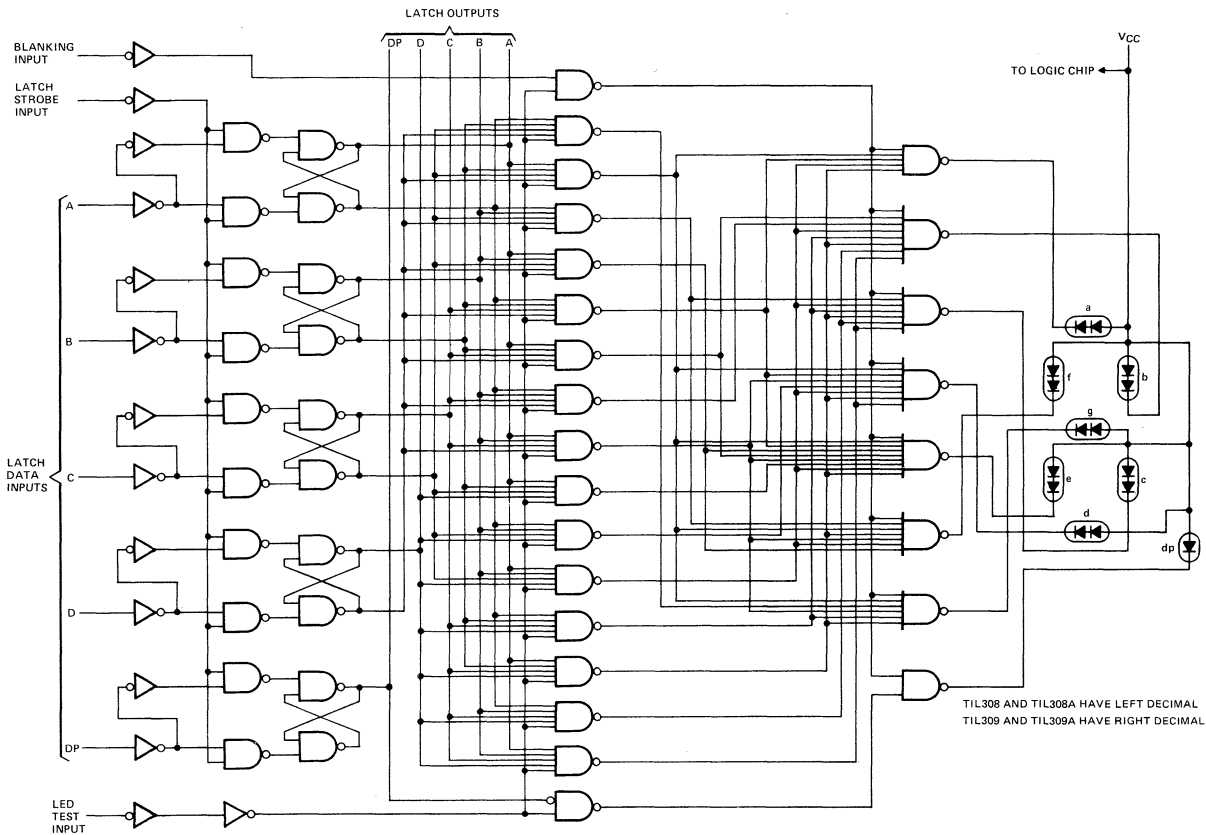 LATCH OUTPUTS
DP D C B A
BLANKING
INPUT
LATCH
STROBE
INPUT
A
B
LATCH
DATA
INPUTS
C
D
DP
LED
TEST
INPUT
VCC
TO LOGIC CHIP
a
f
b
g
e
c
d
dp
TIL308 AND TIL308A HAVE LEFT DECIMAL
TIL309 AND TIL309A HAVE RIGHT DECIMAL